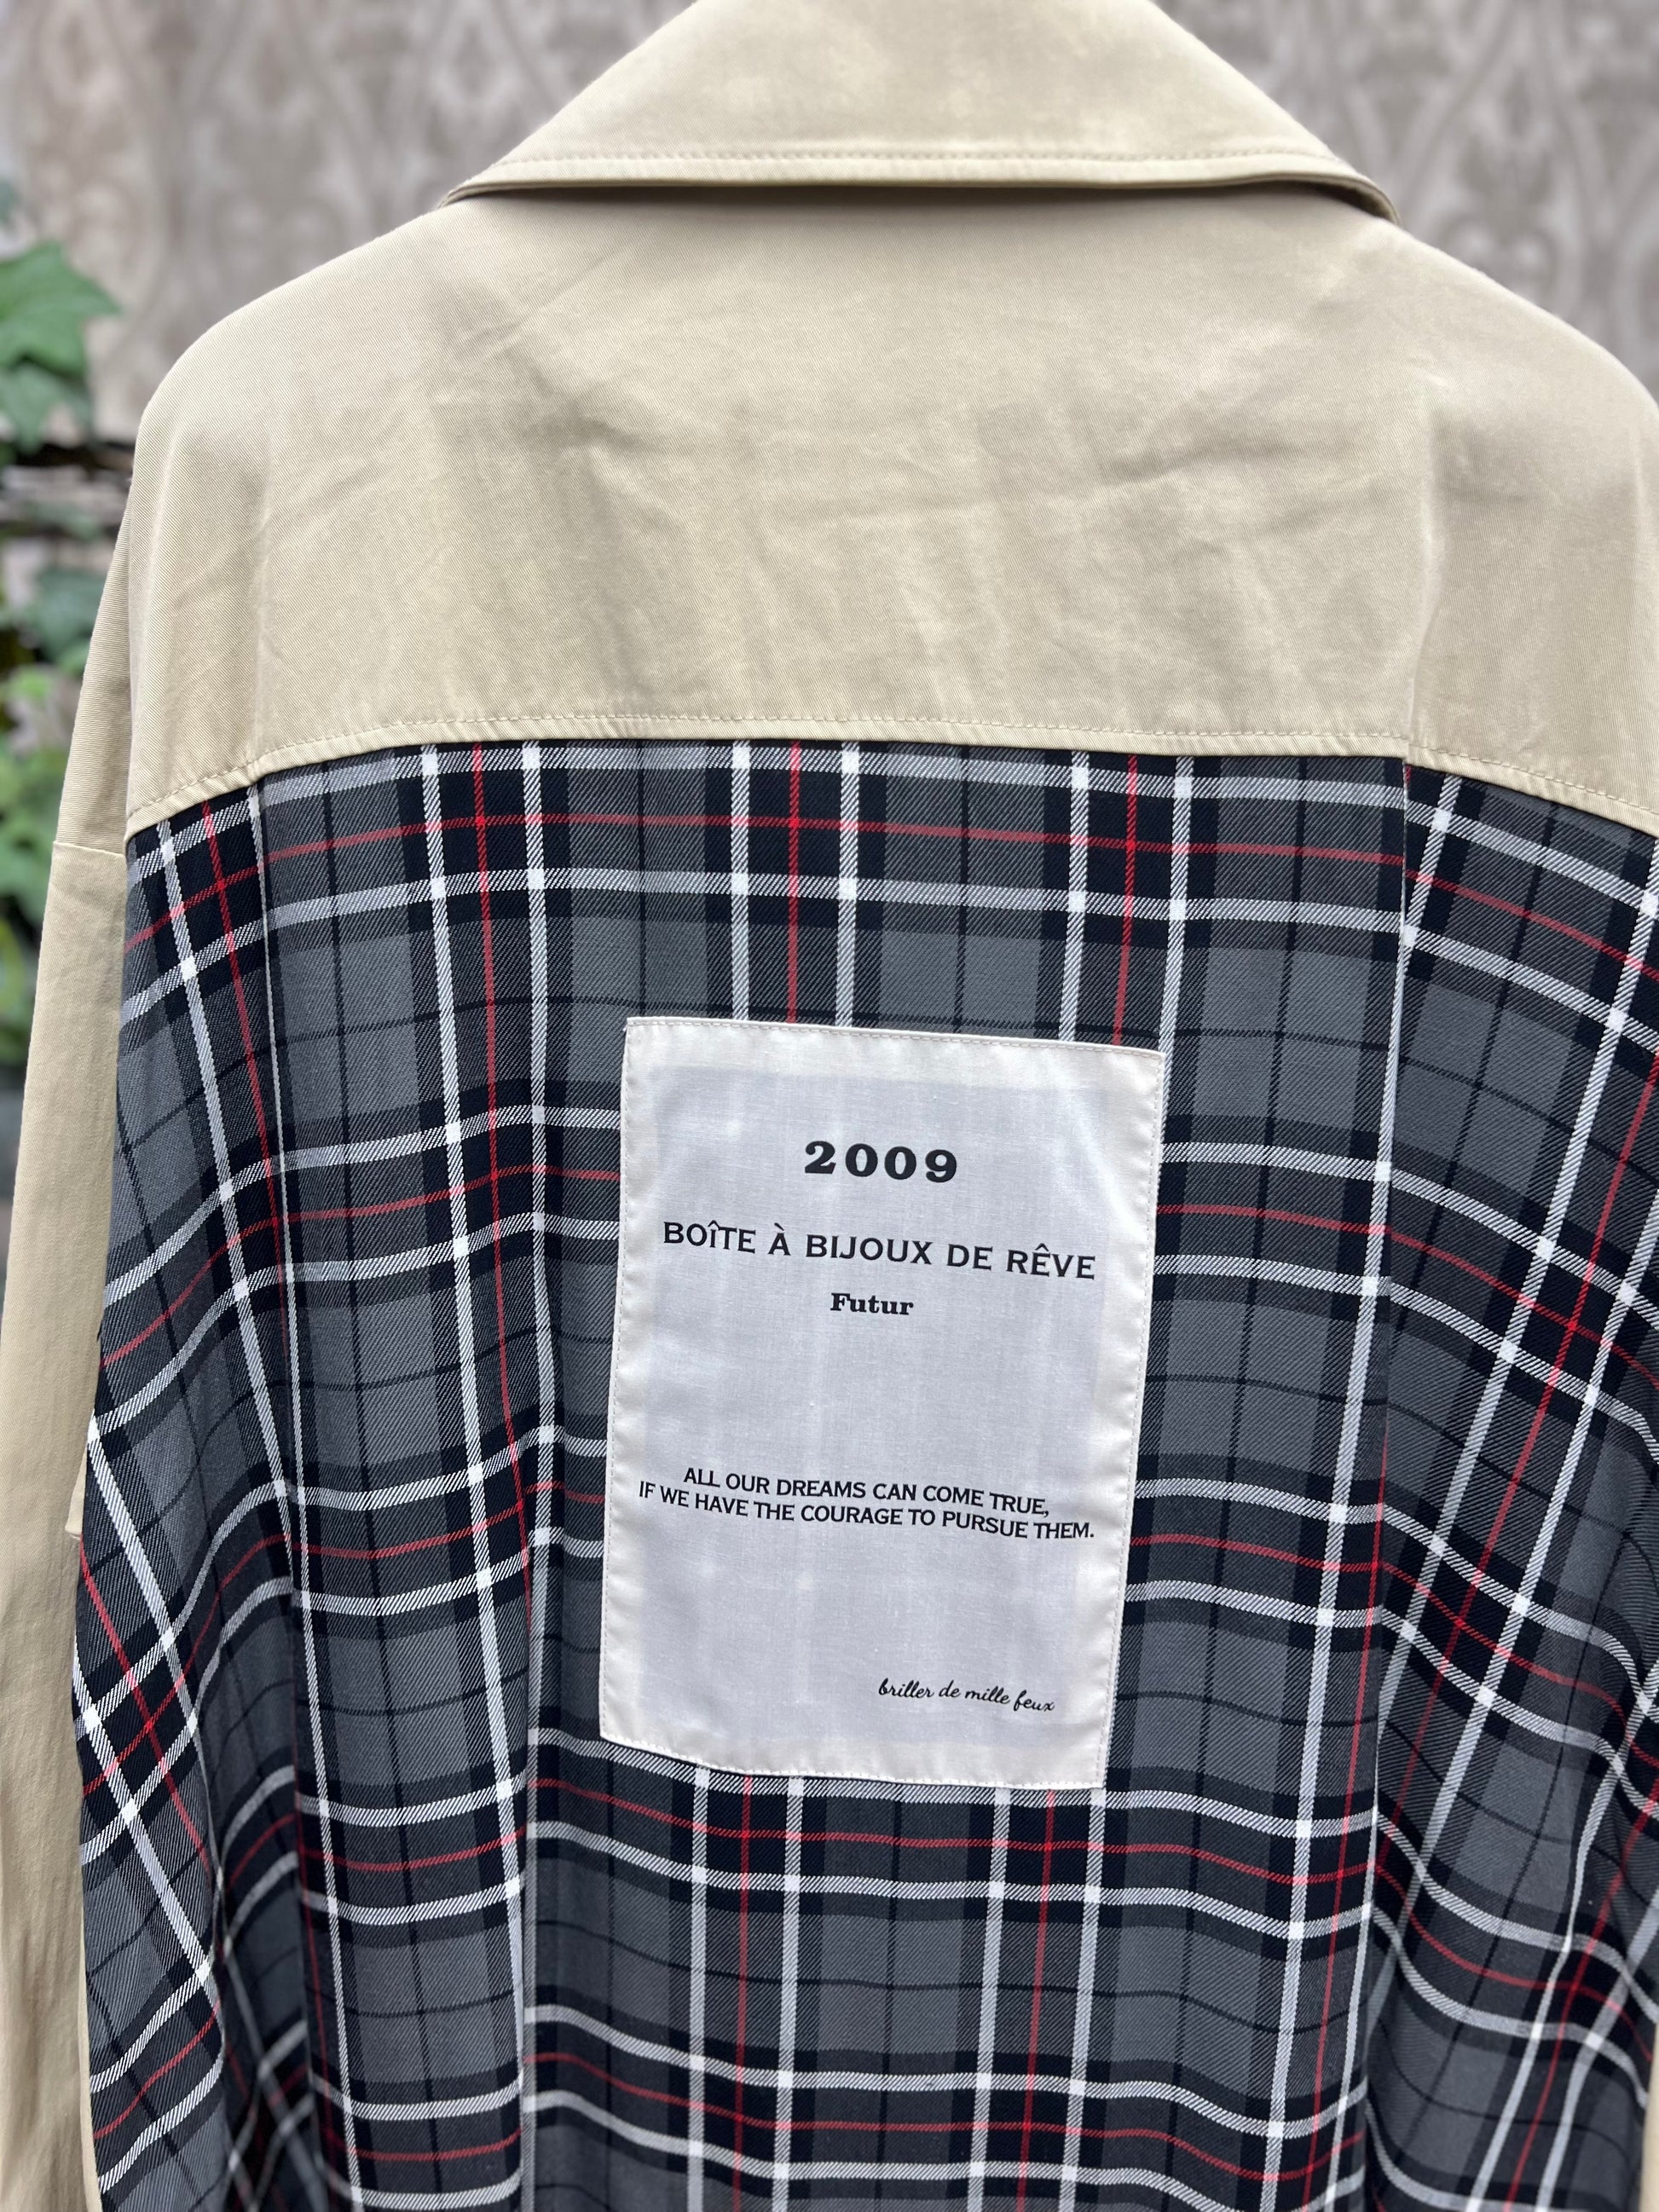 2009
BOîTE À BIJOUX DE RÊVE
Futur
ALL OUR DREAMS CAN COME TRUE,
IF WE HAVE THE COURAGE TO PURSUE THEM.
briller de mille feux